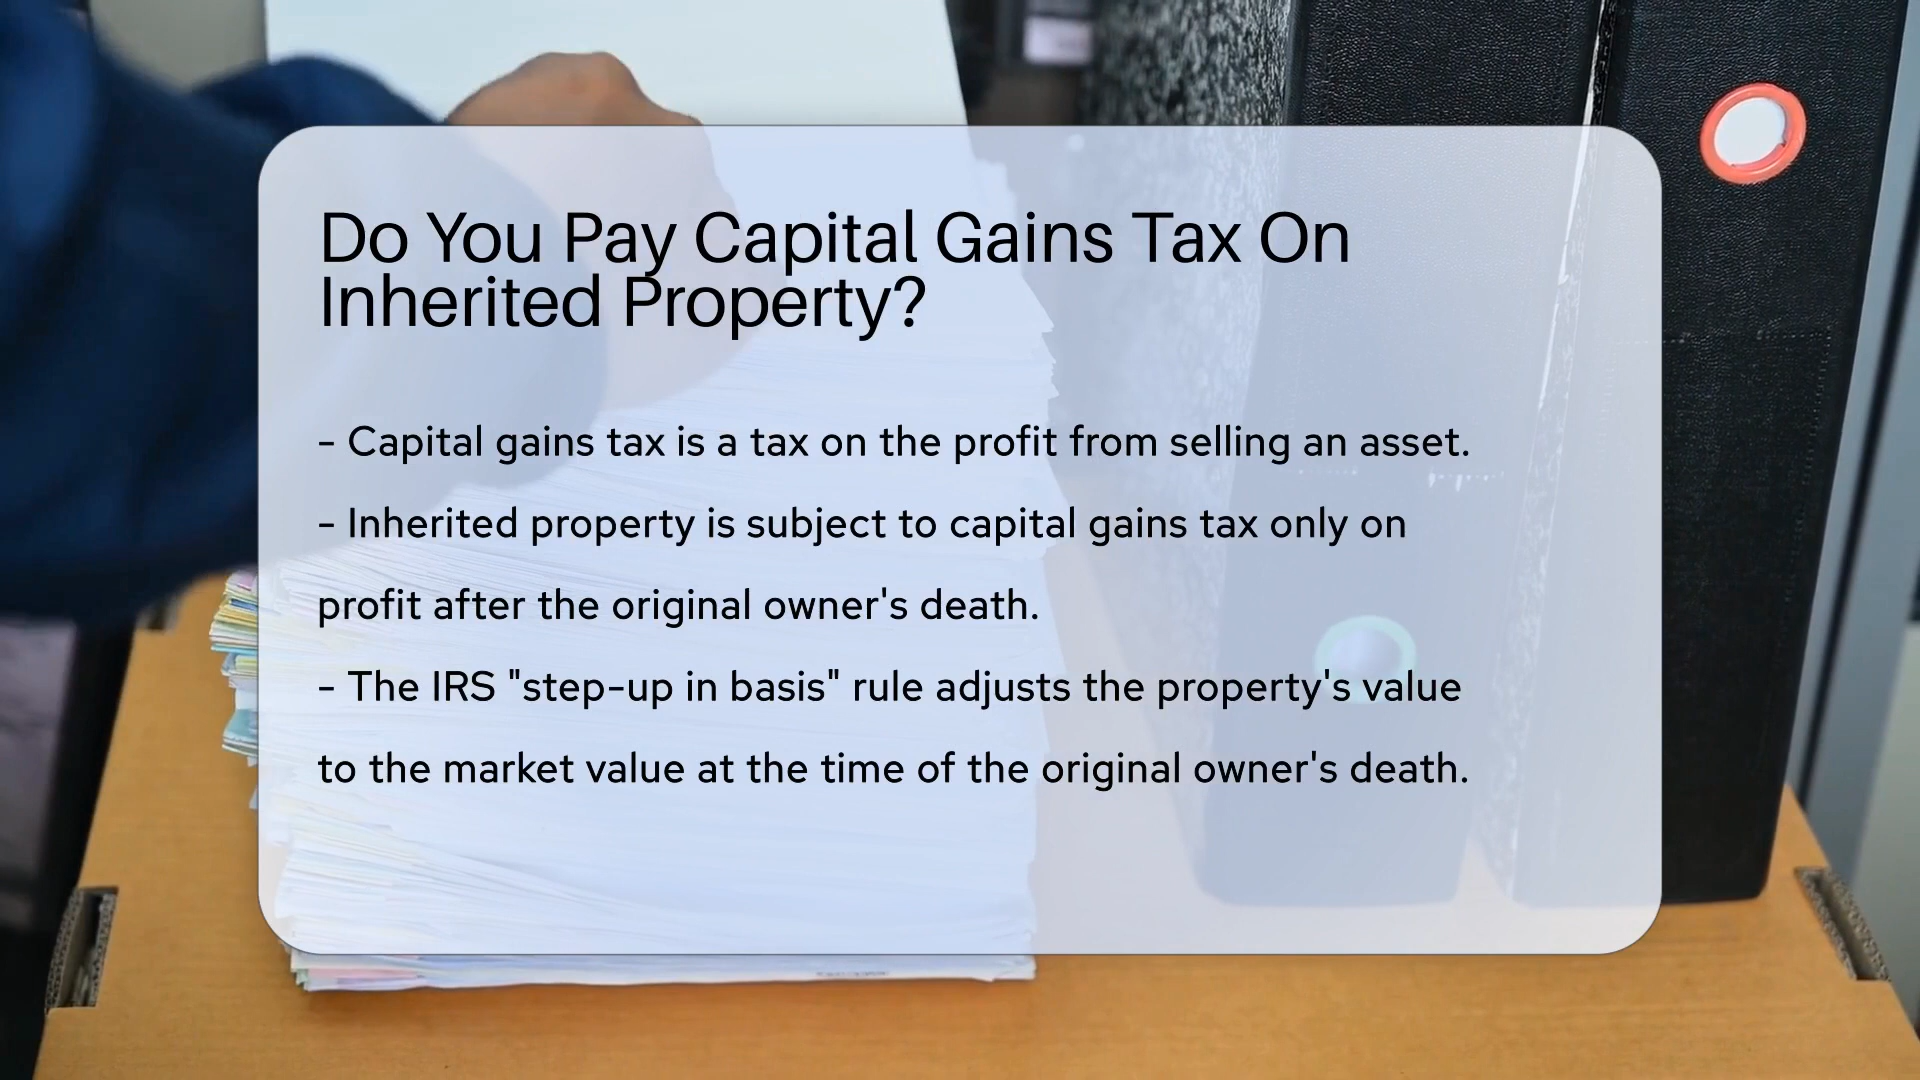 Do You Pay Capital Gains Tax On
Inherited Property?
- Capital gains tax is a tax on the profit from selling an asset.
- Inherited property is subject to capital gains tax only on
profit after the original owner's death.
- The IRS "step-up in basis" rule adjusts the property's value
to the market value at the time of the original owner's death.